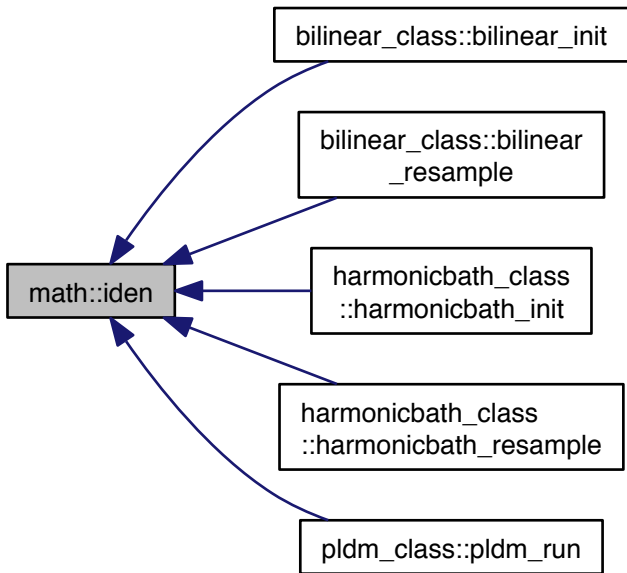 bilinear_class::bilinear_init
bilinear_class::bilinear
_resample
math::iden
harmonicbath_class
::harmonicbath_init
harmonicbath_class
::harmonicbath_resample
pldm_class::pldm_run